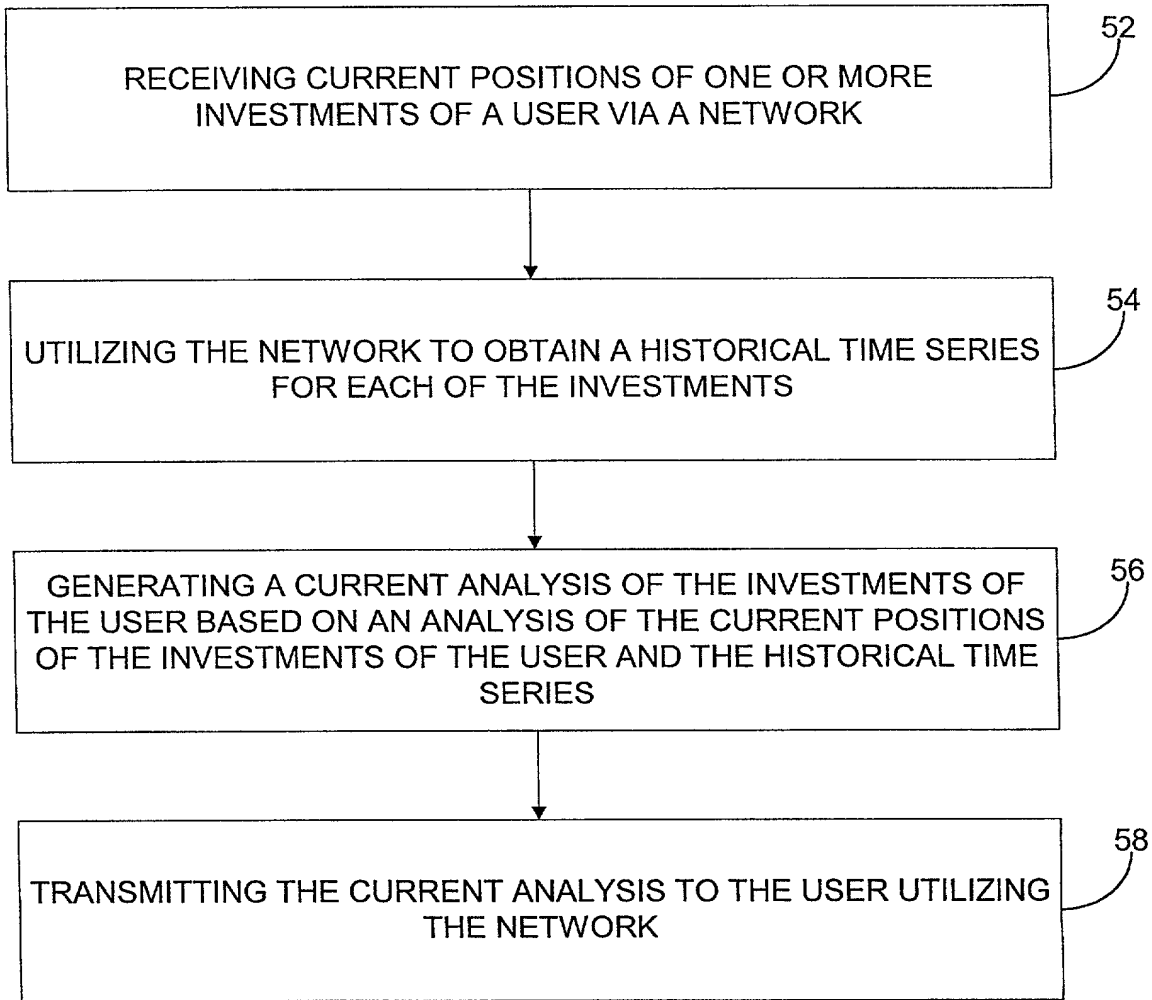 52
RECEIVING CURRENT POSITIONS OF ONE OR MORE
INVESTMENTS OF A USER VIA A NETWORK
54
UTILIZING THE NETWORK TO OBTAIN A HISTORICAL TIME SERIES
FOR EACH OF THE INVESTMENTS
56
GENERATING A CURRENT ANALYSIS OF THE INVESTMENTS OF
THE USER BASED ON AN ANALYSIS OF THE CURRENT POSITIONS
OF THE INVESTMENTS OF THE USER AND THE HISTORICAL TIME
SERIES
58
TRANSMITTING THE CURRENT ANALYSIS TO THE USER UTILIZING
THE NETWORK